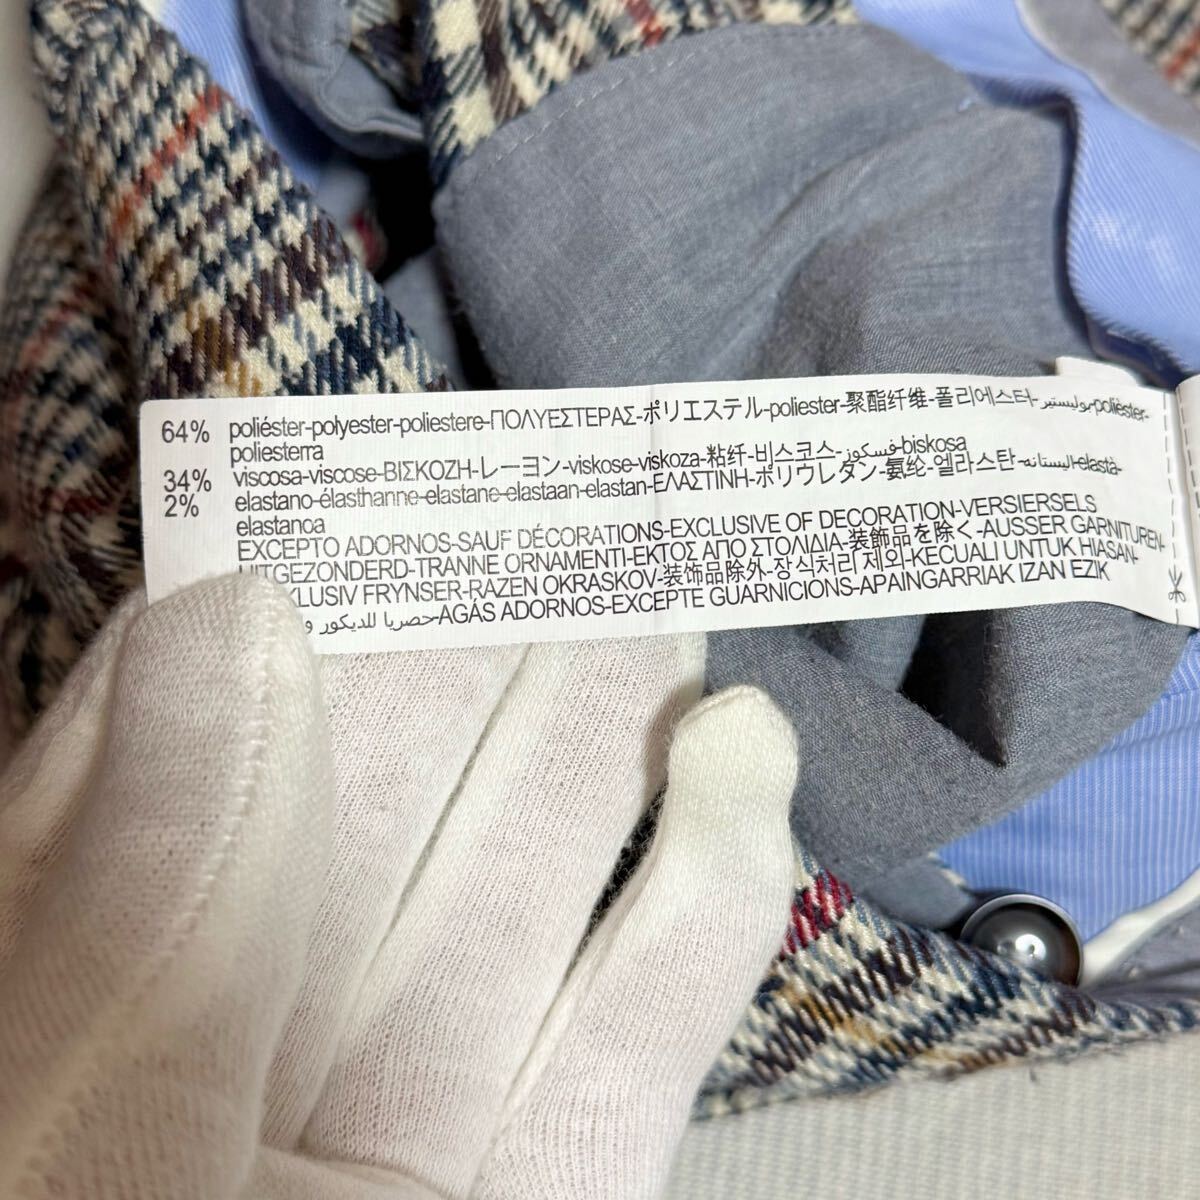 64% poliéster-polyester-poliestere-ΠΟΛΥΕΣΤΕΡΑΣ-ポリエステル-poliester-聚酯纤维-폴리에스터-بوليستير-poliëster-
poliesterra
34% viscosa-viscose-ΒΙΣΚΟΖΗ-レーヨン-viskose-viskoza-粘纤-비스코스-فسكوز-biskosa
2% elastano-élasthanne-elastane-elastaan-elastan-ΕΛΑΣΤΙΝΗ-ポリウレタン-氨纶-엘라스탄-اليستانه-elastà-
elastanoa
EXCEPTO ADORNOS-SAUF DÉCORATIONS-EXCLUSIVE OF DECORATION-VERSIERSELS
UITGEZONDERD-TRANNE ORNAMENTI-ΕΚΤΟΣ ΑΠΟ ΣΤΟΛΙΔΙΑ-装飾品を除く-AUSSER GARNITUREN-
KLUSIV FRYNSER-RAZEN OKRASKOV-装饰品除外-장식처리 제외-KECUALI UNTUK HIASAN-
حصريا للديكور و-AGÁS ADORNOS-EXCEPTE GUARNICIONS-APAINGARRIAK IZAN EZIK